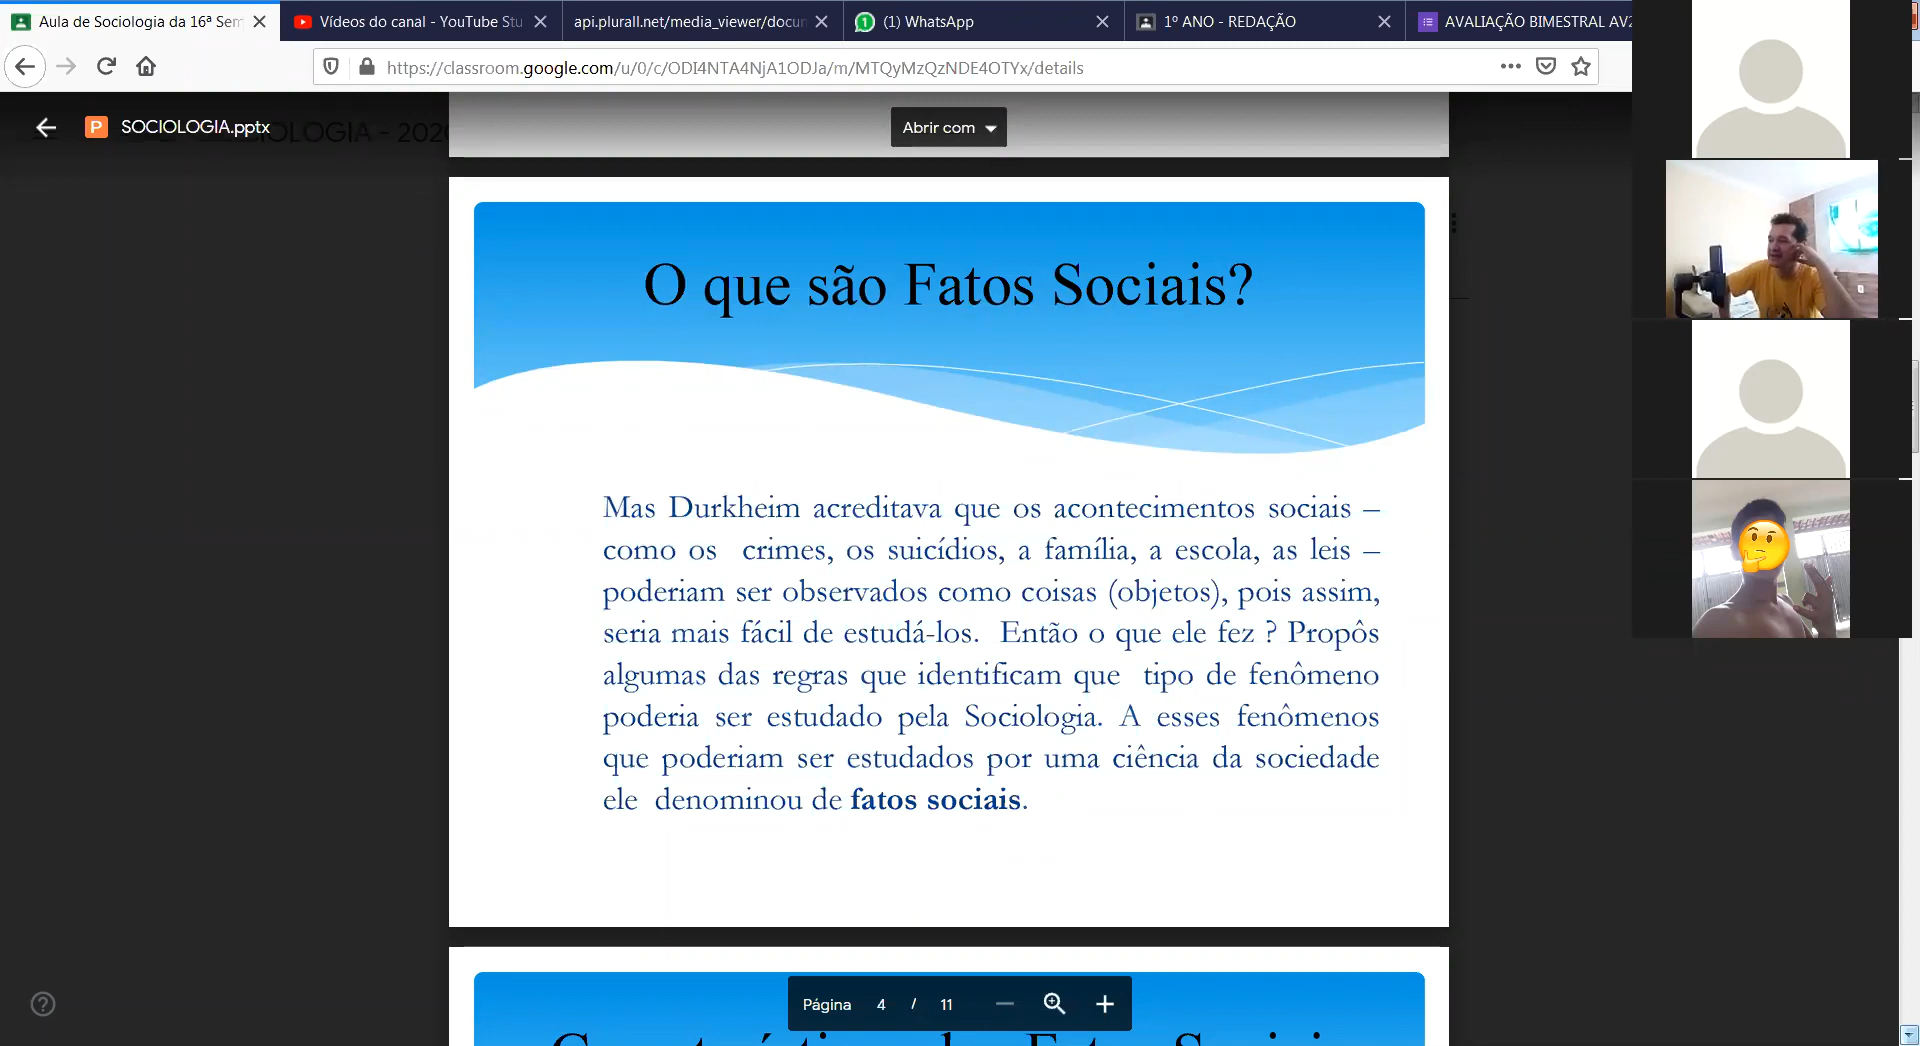 Aula de Sociologia da 16ª Sem
Vídeos do canal - YouTube Stu
api.plurall.net/media_viewer/docu
(1) WhatsApp
1º ANO - REDAÇÃO
AVALIAÇÃO BIMESTRAL AV2
https://classroom.google.com/u/0/c/ODI4NTA4NjA1ODJa/m/MTQyMzQzNDE4OTYx/details
P SOCIOLOGIA.pptx
Abrir com
O que são Fatos Sociais?
Mas Durkheim acreditava que os acontecimentos sociais –
como os crimes, os suicídios, a família, a escola, as leis –
poderiam ser observados como coisas (objetos), pois assim,
seria mais fácil de estudá-los. Então o que ele fez ? Propôs
algumas das regras que identificam que tipo de fenômeno
poderia ser estudado pela Sociologia. A esses fenômenos
que poderiam ser estudados por uma ciência da sociedade
ele denominou de fatos sociais.
Página 4 / 11